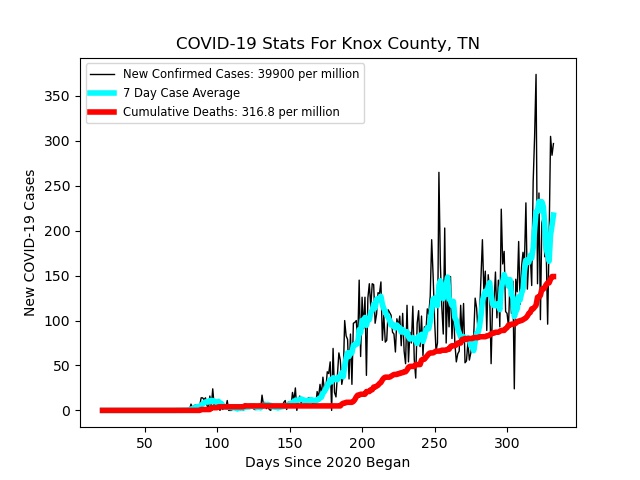 COVID-19 Stats For Knox County, TN
New Confirmed Cases: 39900 per million
7 Day Case Average
Cumulative Deaths: 316.8 per million
New COVID-19 Cases
350
300
250
200
150
100
50
0
50 100 150 200 250 300
Days Since 2020 Began